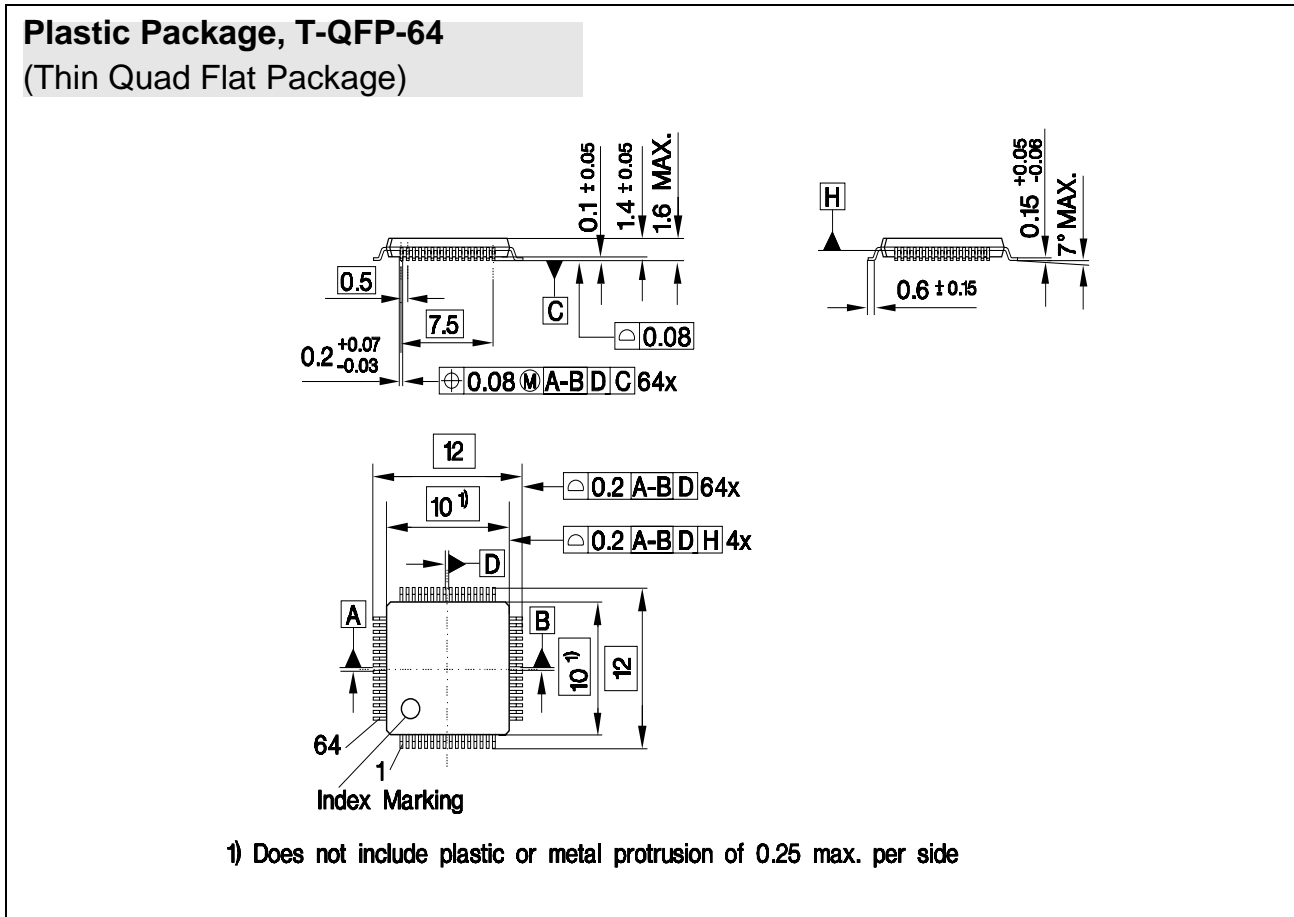 Plastic Package, T-QFP-64
(Thin Quad Flat Package)
0.1 ± 0.05
1.4 ± 0.05
1.6 MAX.
H
0.15 +0.05 -0.06
7° MAX.
0.5
7.5
C
0.08
0.6 ± 0.15
0.2 +0.07 -0.03
⌖ 0.08 Ⓜ A-B D C 64x
12
⌓ 0.2 A-B D 64x
10 1)
⌓ 0.2 A-B D H 4x
D
A
B
10 1)
12
64
1
Index Marking
1) Does not include plastic or metal protrusion of 0.25 max. per side